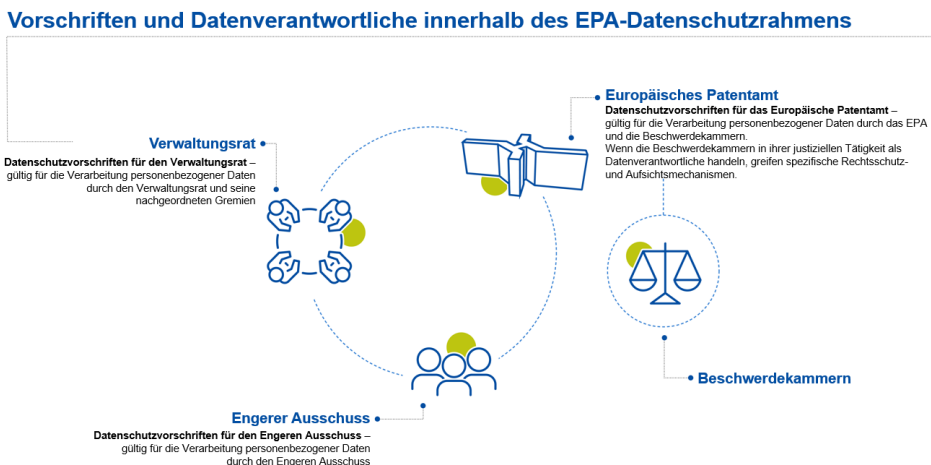 Vorschriften und Datenverantwortliche innerhalb des EPA-Datenschutzrahmens
Europäisches Patentamt
Datenschutzvorschriften für das Europäische Patentamt –
gültig für die Verarbeitung personenbezogener Daten durch das EPA
und die Beschwerdekammern.
Wenn die Beschwerdekammern in ihrer justiziellen Tätigkeit als
Datenverantwortliche handeln, greifen spezifische Rechtsschutz-
und Aufsichtsmechanismen.
Verwaltungsrat
Datenschutzvorschriften für den Verwaltungsrat –
gültig für die Verarbeitung personenbezogener Daten
durch den Verwaltungsrat und seine
nachgeordneten Gremien
Beschwerdekammern
Engerer Ausschuss
Datenschutzvorschriften für den Engeren Ausschuss –
gültig für die Verarbeitung personenbezogener Daten
durch den Engeren Ausschuss